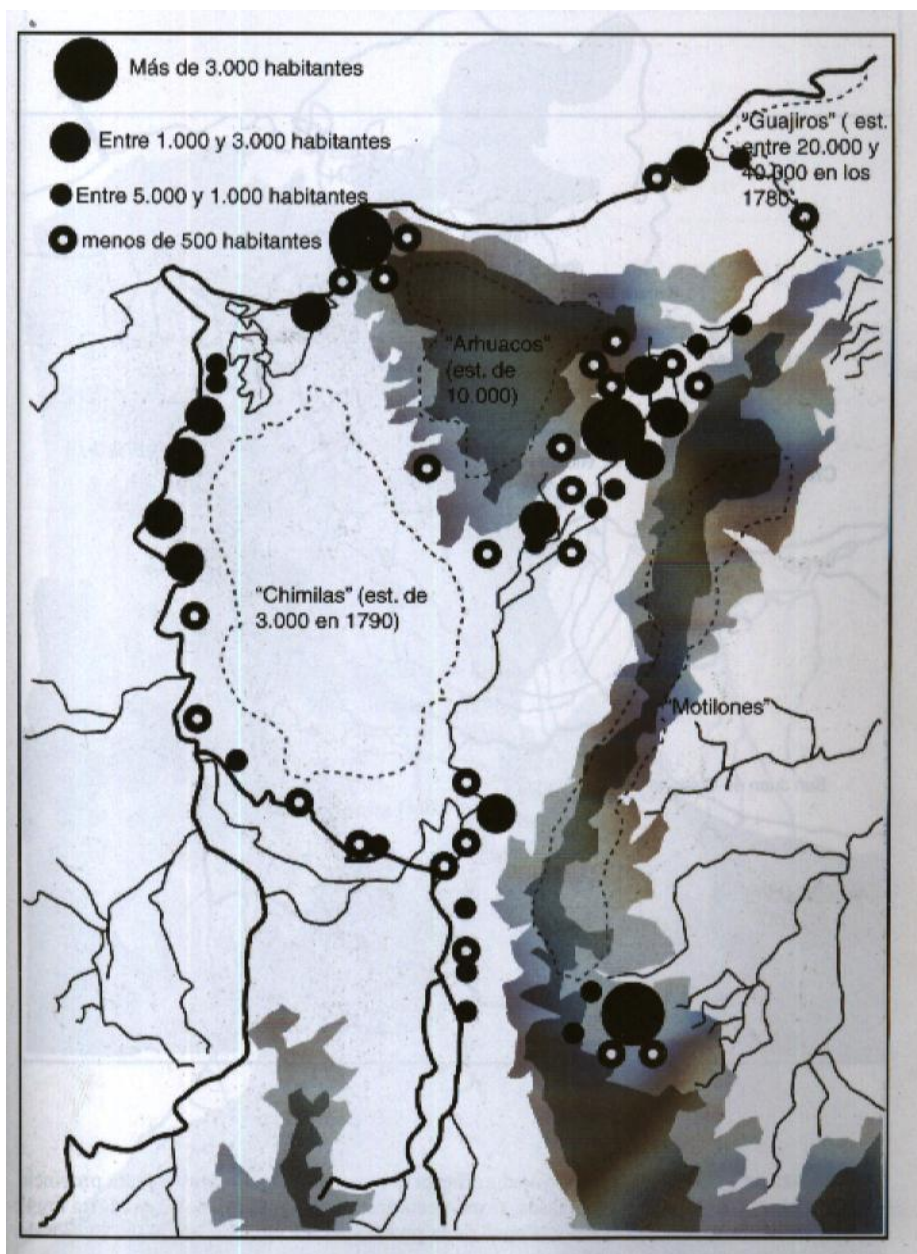 Más de 3.000 habitantes
Entre 1.000 y 3.000 habitantes
Entre 5.000 y 1.000 habitantes
menos de 500 habitantes
"Guajiros" ( est.
entre 20.000 y
40.000 en los
1780
"Arhuacos"
(est. de
10.000)
"Chimilas" (est. de
3.000 en 1790)
"Motilones"